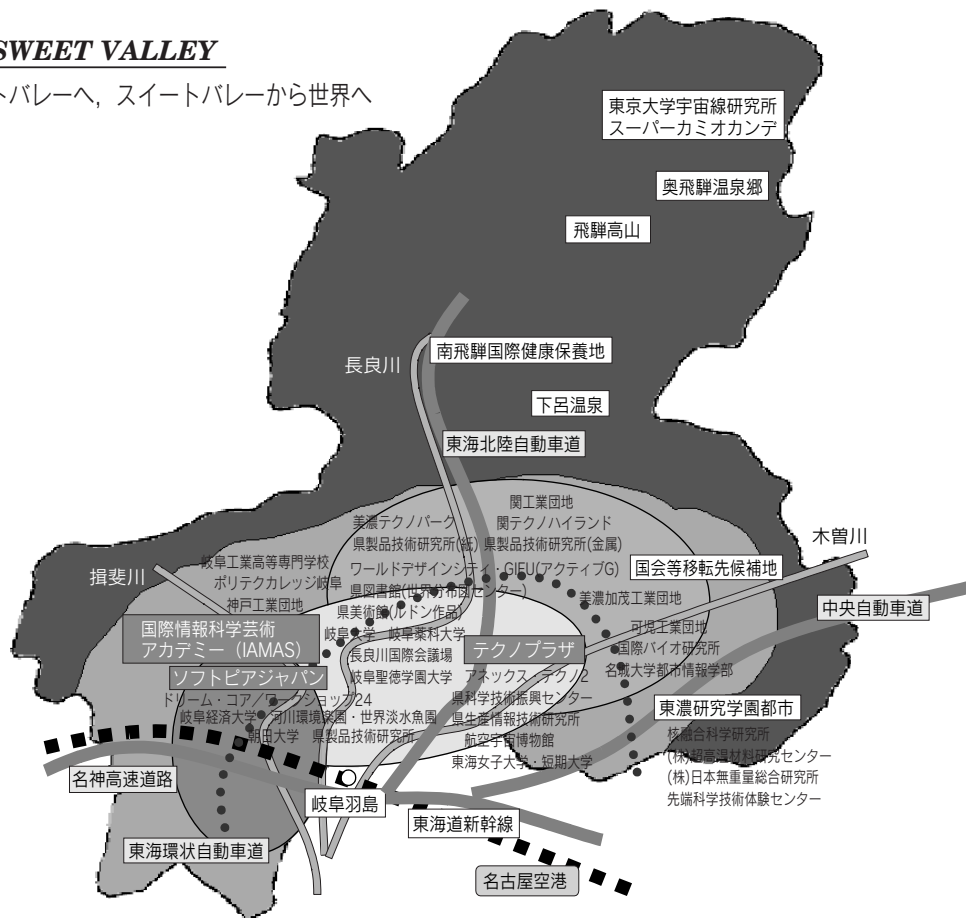 SWEET VALLEY
トバレーへ，スイートバレーから世界へ
東京大学宇宙線研究所
スーパーカミオカンデ
奥飛騨温泉郷
飛騨高山
長良川
南飛騨国際健康保養地
下呂温泉
東海北陸自動車道
関工業団地
美濃テクノパーク
関テクノハイランド
県製品技術研究所(紙)
県製品技術研究所(金属)
木曽川
揖斐川
岐阜工業高等専門学校
ワールドデザインシティ・GIFU(アクティブG)
国会等移転先候補地
ポリテクカレッジ岐阜
県図書館(世界分布図センター)
神戸工業団地
美濃加茂工業団地
中央自動車道
県美術館(ルドン作品)
国際情報科学芸術
アカデミー（IAMAS）
岐阜大学　岐阜薬科大学
可児工業団地
テクノプラザ
国際バイオ研究所
長良川国際会議場
ソフトピアジャパン
岐阜聖徳学園大学
アネックス・テクノ2
名城大学都市情報学部
ドリーム・コア／ワークショップ24
県科学技術振興センター
東濃研究学園都市
岐阜経済大学
河川環境楽園・世界淡水魚園
県生産情報技術研究所
核融合科学研究所
朝日大学
県製品技術研究所
航空宇宙博物館
(株)超高温材料研究センター
東海女子大学・短期大学
(株)日本無重量総合研究所
名神高速道路
先端科学技術体験センター
岐阜羽島
東海道新幹線
東海環状自動車道
名古屋空港